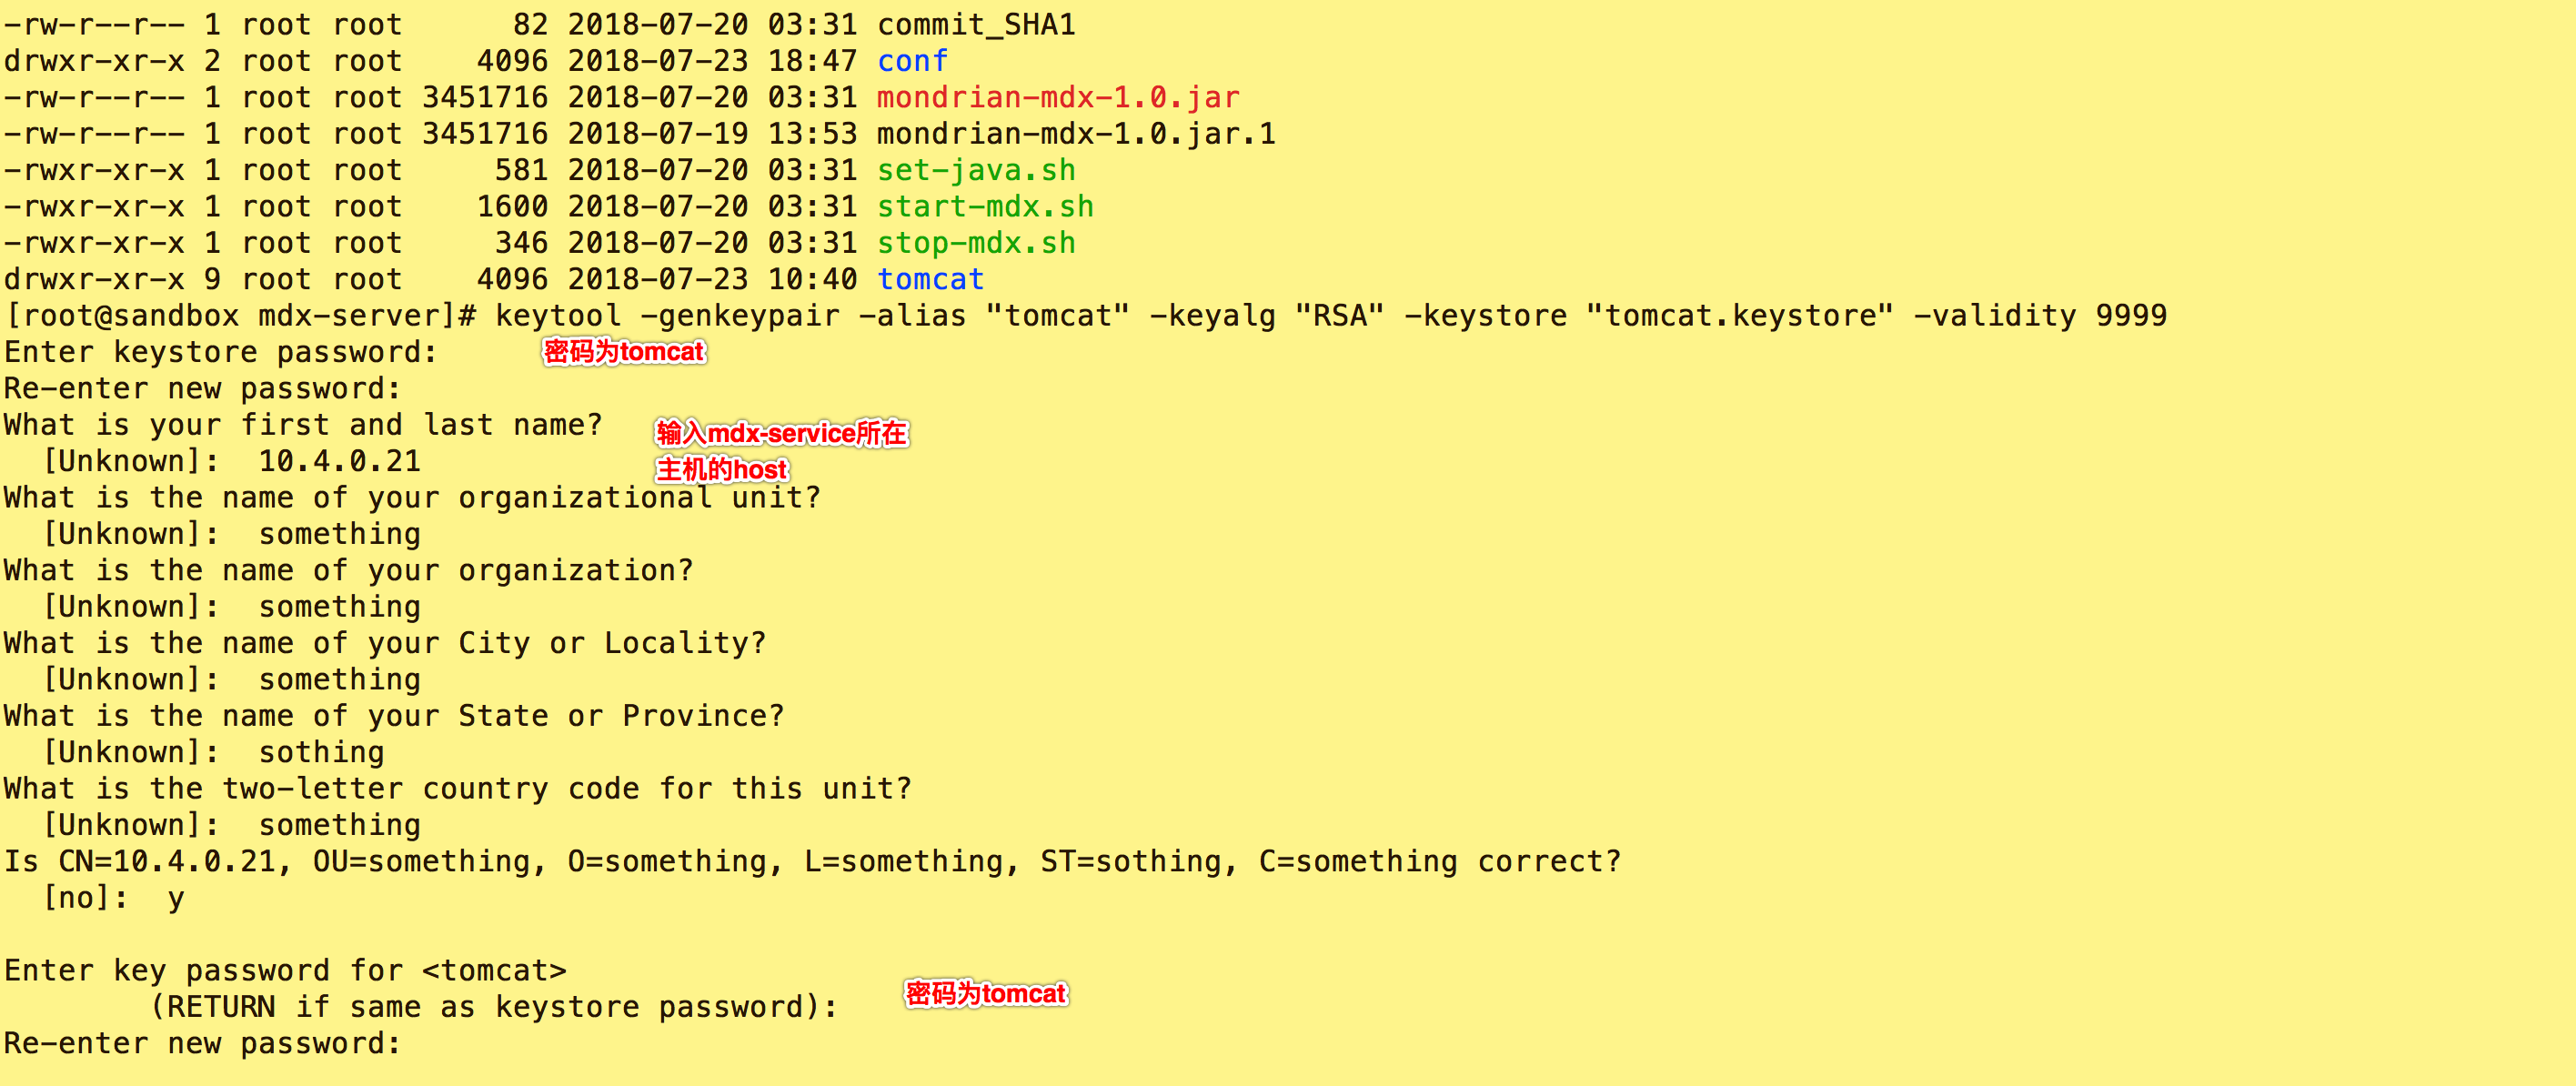 -rw-r--r-- 1 root root      82 2018-07-20 03:31 commit_SHA1
drwxr-xr-x 2 root root    4096 2018-07-23 18:47 conf
-rw-r--r-- 1 root root 3451716 2018-07-20 03:31 mondrian-mdx-1.0.jar
-rw-r--r-- 1 root root 3451716 2018-07-19 13:53 mondrian-mdx-1.0.jar.1
-rwxr-xr-x 1 root root     581 2018-07-20 03:31 set-java.sh
-rwxr-xr-x 1 root root    1600 2018-07-20 03:31 start-mdx.sh
-rwxr-xr-x 1 root root     346 2018-07-20 03:31 stop-mdx.sh
drwxr-xr-x 9 root root    4096 2018-07-23 10:40 tomcat
[root@sandbox mdx-server]# keytool -genkeypair -alias "tomcat" -keyalg "RSA" -keystore "tomcat.keystore" -validity 9999
Enter keystore password: 密码为tomcat
Re-enter new password:
What is your first and last name? 输入mdx-service所在
  [Unknown]:  10.4.0.21 主机的host
What is the name of your organizational unit?
  [Unknown]:  something
What is the name of your organization?
  [Unknown]:  something
What is the name of your City or Locality?
  [Unknown]:  something
What is the name of your State or Province?
  [Unknown]:  sothing
What is the two-letter country code for this unit?
  [Unknown]:  something
Is CN=10.4.0.21, OU=something, O=something, L=something, ST=sothing, C=something correct?
  [no]:  y
Enter key password for <tomcat>
        (RETURN if same as keystore password): 密码为tomcat
Re-enter new password: